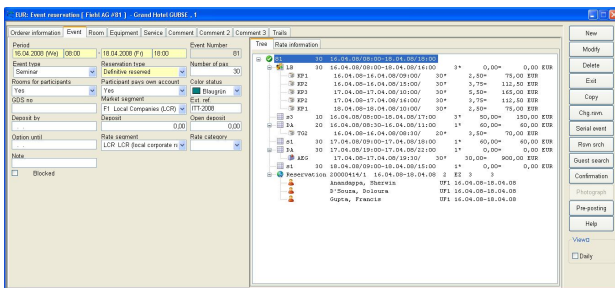 EUR: Event reservation [ Field AG #81 ] - Grand Hotel GUBSE , 1
Orderer information Event Room Equipment Service Comment Comment 2 Comment 3 Trails
Period Event Number
16.04.2008 (We) 08:00 - 18.04.2008 (Fr) 18:00 81
Event type Reservation type Number of pax
Seminar Definitive reserved 30
Rooms for participants Participant pays own account Color status
Yes Yes Blaugrün
GDS no Market segment Ext. ref.
F1 Local Companies (LCR) ITT-2008
Deposit by Deposit Open deposit
0,00 0,00
Option until Rate segment Rate category
LCR LCR (local corporate ra
Note
Blocked
Tree Rate information
81 30 16.04.08/08:00-18.04.08/18:00
LB 30 16.04.08/08:00-18.04.08/16:00 3* 0,00= 0,00 EUR
KP1 16.04.08-16.04.08/09:00/ 30* 2,50= 75,00 EUR
KP2 16.04.08-16.04.08/10:00/ 30* 3,75= 112,50 EUR
KP3 17.04.08-17.04.08/10:00/ 30* 5,50= 165,00 EUR
KP2 17.04.08-17.04.08/16:00/ 30* 3,75= 112,50 EUR
KP1 18.04.08-18.04.08/10:00/ 30* 2,50= 75,00 EUR
s3 16.04.08/08:00-18.04.08/17:00 3* 50,00= 150,00 EUR
DA 20 16.04.08/08:30-16.04.08/11:00 1* 60,00= 0,00 EUR
TG2 16.04.08-16.04.08/08:30/ 20* 3,50= 70,00 EUR
s1 30 17.04.08/09:00-17.04.08/18:00 1* 60,00= 60,00 EUR
DA 30 17.04.08/19:00-17.04.08/22:00 1* 0,00= 0,00 EUR
AEG 17.04.08-17.04.08/19:30/ 30* 30,00= 900,00 EUR
s1 30 18.04.08/09:00-18.04.08/15:00 1* 0,00= 0,00 EUR
Reservation 20000414/1 16.04.08-18.04.08 2 EZ 3 3
Anandappa, Sherwin UF1 16.04.08-18.04.08
D'Souza, Dolsura UF1 16.04.08-18.04.08
Gupta, Francis UF1 16.04.08-18.04.08
New
Modify
Delete
Exit
Copy
Chg.rsvn.
Serial event
Rsvn srch
Guest search
Confirmation
Photograph
Pre-posting
Help
View
Daily